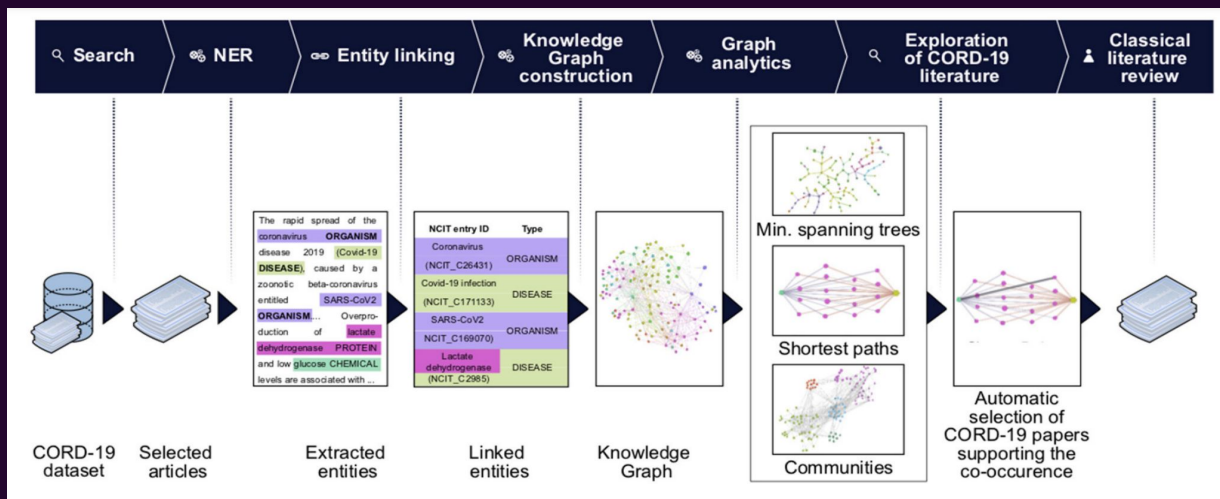 Search
NER
Entity linking
Knowledge
Graph
construction
Graph
analytics
Exploration
of CORD-19
literature
Classical
literature
review
The rapid spread of the
coronavirus ORGANISM
disease 2019 (Covid-19
DISEASE), caused by a
zoonotic beta-coronavirus
entitled SARS-CoV2
ORGANISM,... Overpro-
duction of lactate
dehydrogenase PROTEIN
and low glucose CHEMICAL
levels are associated with ...
NCIT entry ID Type
Coronavirus
(NCIT_C26431)
ORGANISM
Covid-19 infection
(NCIT_C171133)
DISEASE
SARS-CoV2
NCIT_C169070)
ORGANISM
Lactate
dehydrogenase
(NCIT_C2985)
DISEASE
Min. spanning trees
Shortest paths
Communities
CORD-19
dataset
Selected
articles
Extracted
entities
Linked
entities
Knowledge
Graph
Automatic
selection of
CORD-19 papers
supporting the
co-occurence